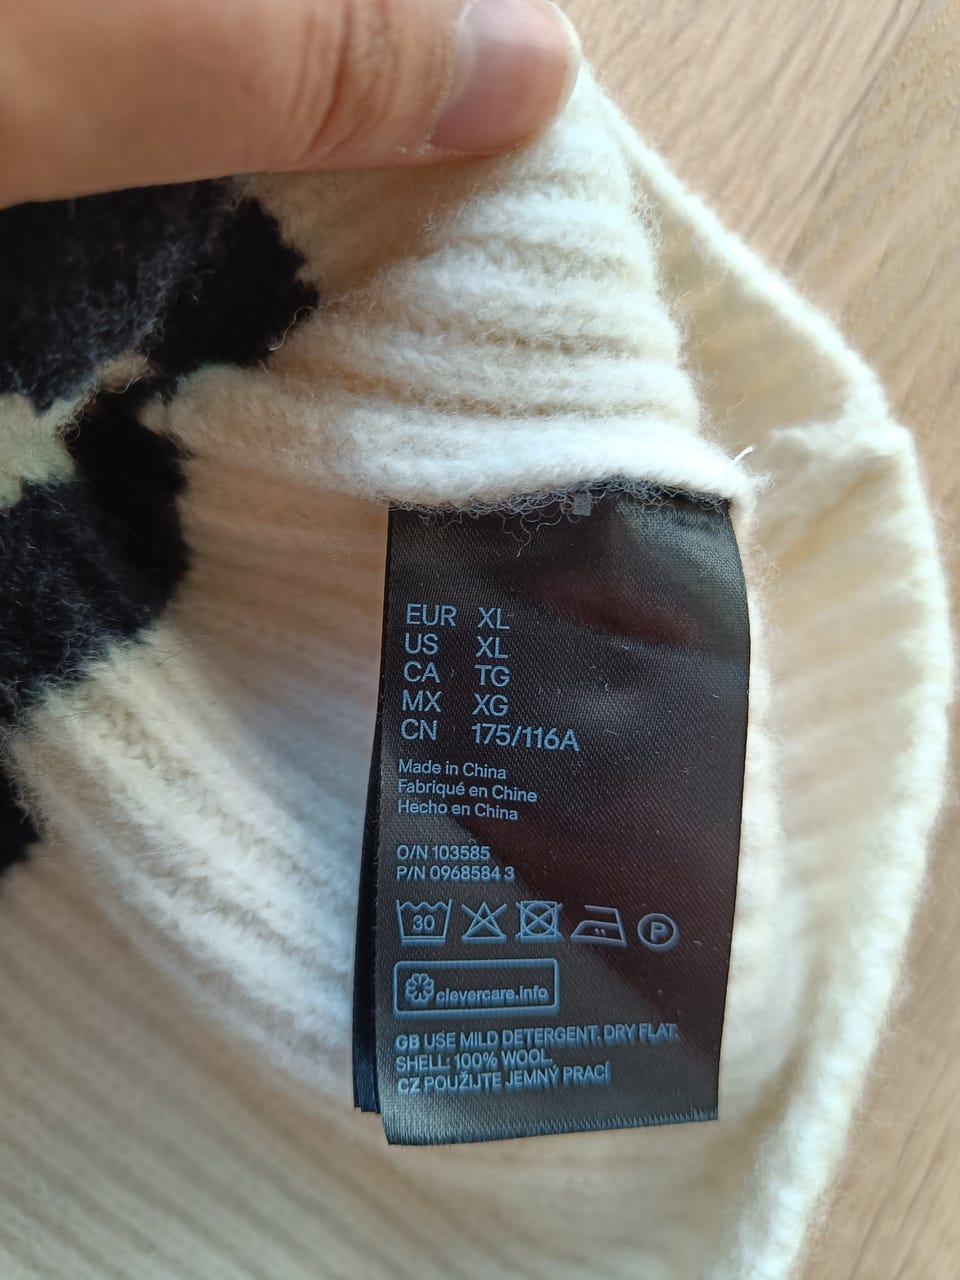 EUR XL
US XL
CA TG
MX XG
CN 175/116A
Made in China
Fabriqué en Chine
Hecho en China
O/N 103585
P/N 0968584 3
30 P
clevercare.info
GB USE MILD DETERGENT. DRY FLAT.
SHELL: 100% WOOL.
CZ POUŽIJTE JEMNÝ PRACÍ